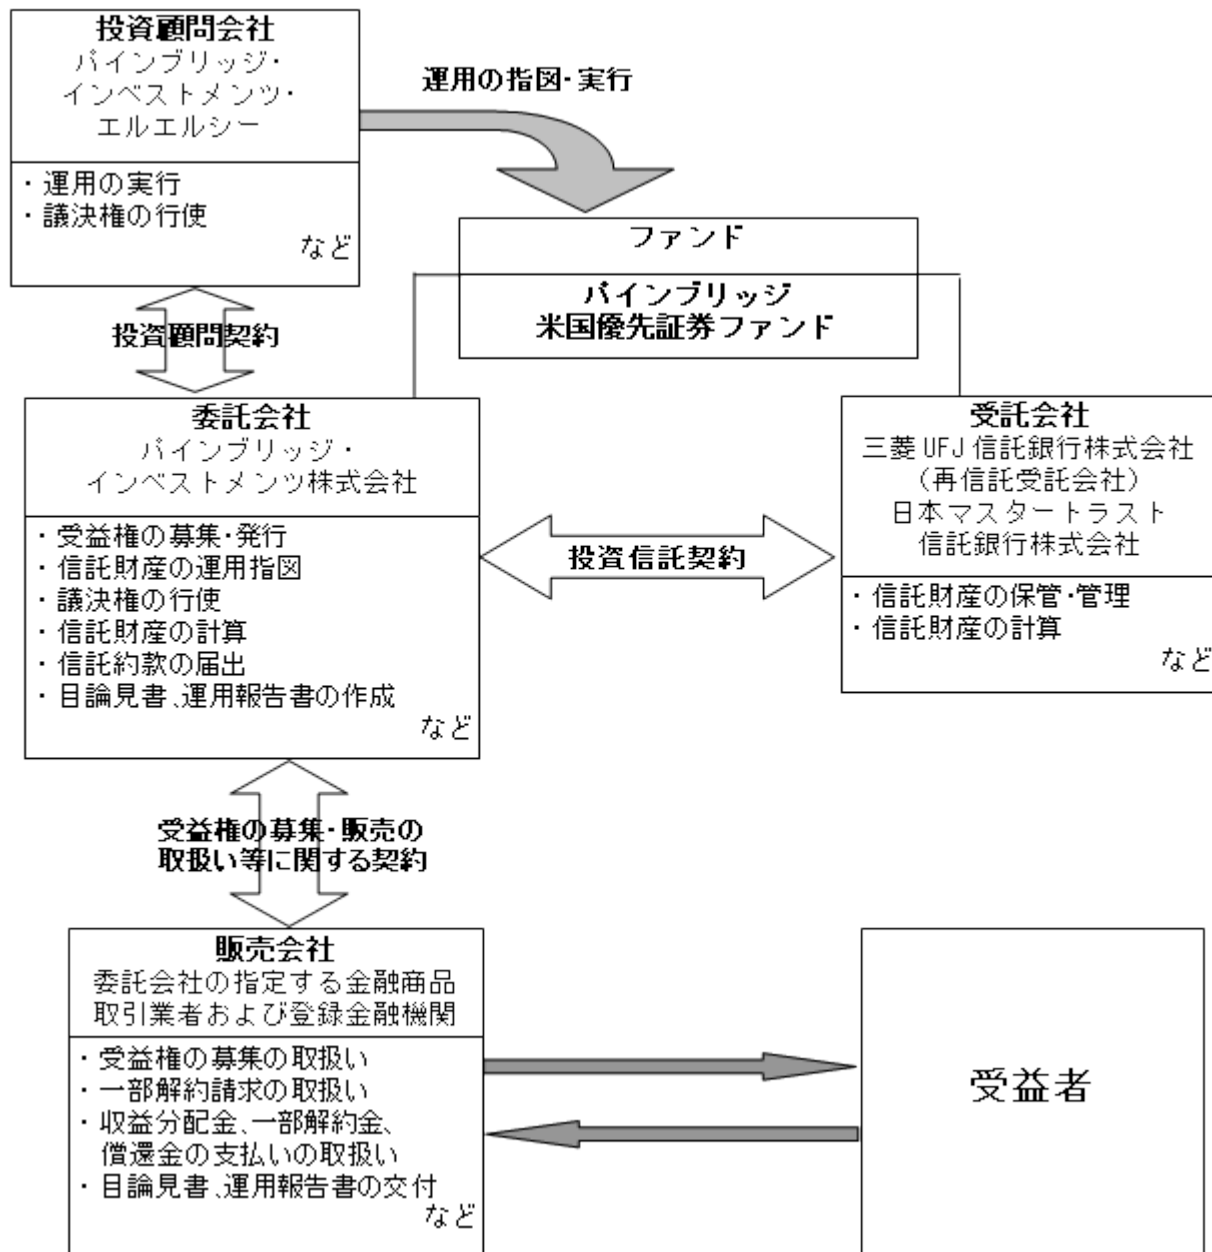 投資顧問会社
パインブリッジ・
インベストメンツ・
エルエルシー
・運用の実行
・議決権の行使
など
運用の指図・実行
ファンド
パインブリッジ
米国優先証券ファンド
投資顧問契約
委託会社
パインブリッジ・
インベストメンツ株式会社
・受益権の募集・発行
・信託財産の運用指図
・議決権の行使
・信託財産の計算
・信託約款の届出
・目論見書、運用報告書の作成
など
投資信託契約
受託会社
三菱UFJ信託銀行株式会社
（再信託受託会社）
日本マスタートラスト
信託銀行株式会社
・信託財産の保管・管理
・信託財産の計算
など
受益権の募集・販売の
取扱い等に関する契約
販売会社
委託会社の指定する金融商品
取引業者および登録金融機関
・受益権の募集の取扱い
・一部解約請求の取扱い
・収益分配金、一部解約金、
償還金の支払いの取扱い
・目論見書、運用報告書の交付
など
受益者